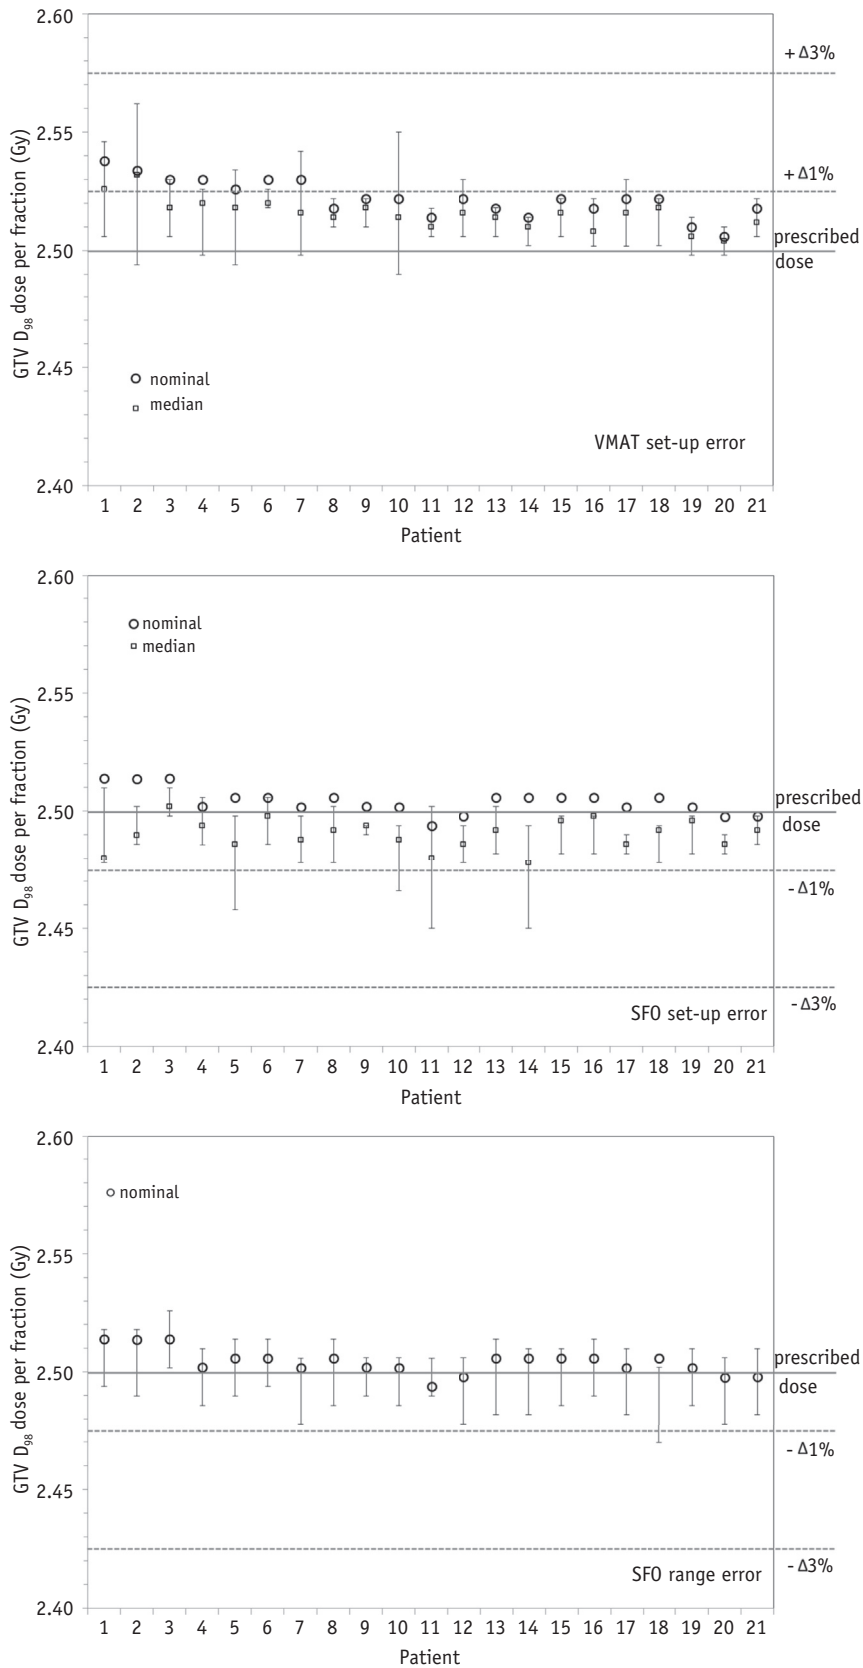 2.60
+ Δ3%
2.55
+ Δ1%
2.50
prescribed
dose
2.45
nominal
median
VMAT set-up error
2.40
GTV D98 dose per fraction (Gy)
1 2 3 4 5 6 7 8 9 10 11 12 13 14 15 16 17 18 19 20 21
Patient
2.60
nominal
median
2.55
2.50
prescribed
dose
- Δ1%
2.45
- Δ3%
SFO set-up error
2.40
GTV D98 dose per fraction (Gy)
1 2 3 4 5 6 7 8 9 10 11 12 13 14 15 16 17 18 19 20 21
Patient
2.60
nominal
2.55
2.50
prescribed
dose
- Δ1%
2.45
- Δ3%
SFO range error
2.40
GTV D98 dose per fraction (Gy)
1 2 3 4 5 6 7 8 9 10 11 12 13 14 15 16 17 18 19 20 21
Patient